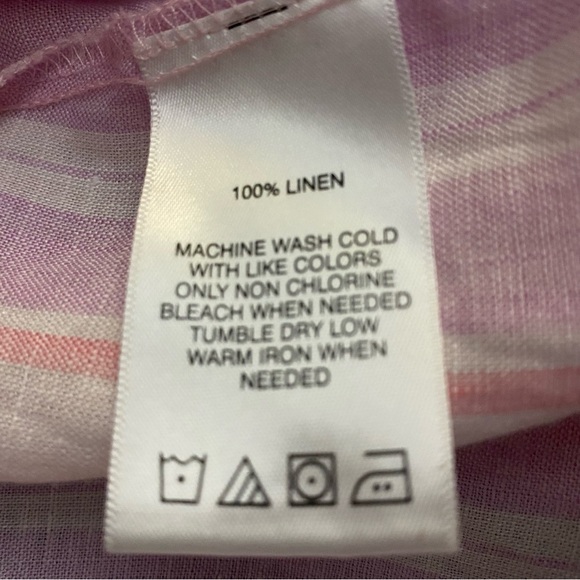 100% LINEN
MACHINE WASH COLD
WITH LIKE COLORS
ONLY NON CHLORINE
BLEACH WHEN NEEDED
TUMBLE DRY LOW
WARM IRON WHEN
NEEDED